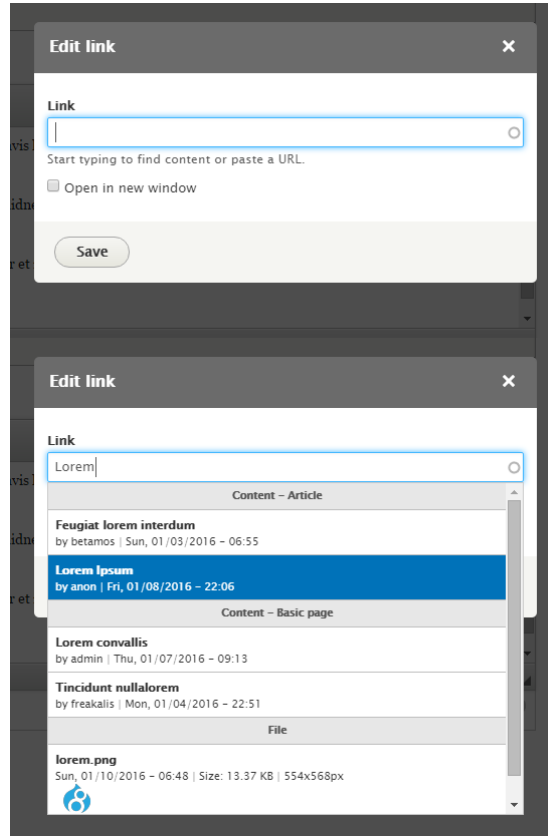 Edit link
×
Link
Start typing to find content or paste a URL.
Open in new window
Save
Edit link
×
Link
Lorem
Content – Article
Feugiat lorem interdum
by betamos | Sun, 01/03/2016 – 06:55
Lorem Ipsum
by anon | Fri, 01/08/2016 – 22:06
Content – Basic page
Lorem convallis
by admin | Thu, 01/07/2016 – 09:13
Tincidunt nullalorem
by freakalis | Mon, 01/04/2016 – 22:51
File
lorem.png
Sun, 01/10/2016 – 06:48 | Size: 13.37 KB | 554x568px